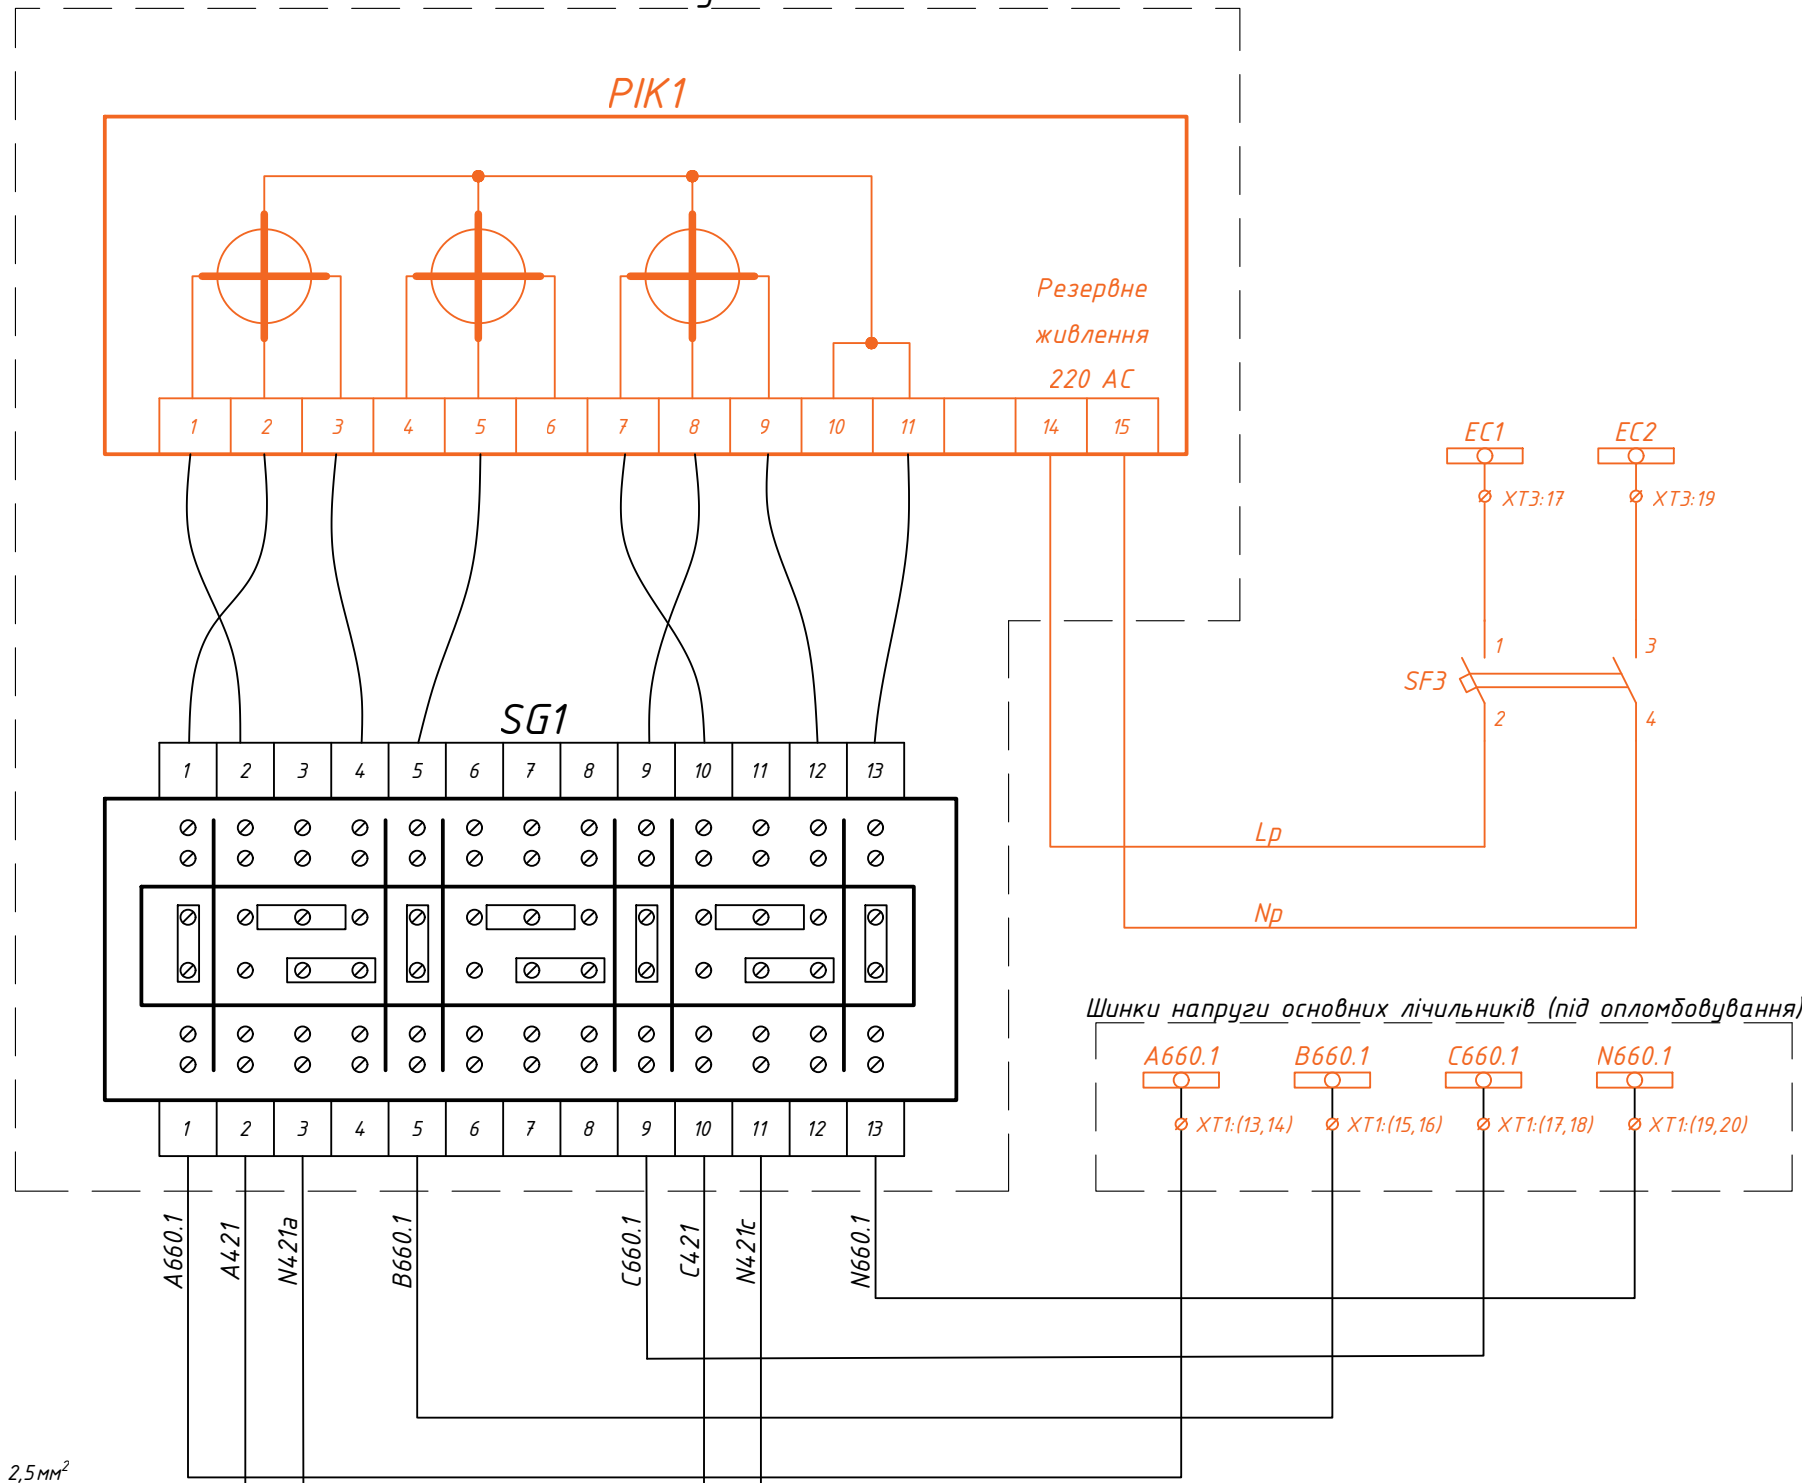 PIK1
Резервне
живлення
220 AC
1 2 3 4 5 6 7 8 9 10 11 14 15
EC1 EC2
XT3:17 XT3:19
1 3
SF3
2 4
SG1
1 2 3 4 5 6 7 8 9 10 11 12 13
Lp
Np
Шинки напруги основних лічильників (під опломбовування)
A660.1 B660.1 C660.1 N660.1
XT1:(13,14) XT1:(15,16) XT1:(17,18) XT1:(19,20)
1 2 3 4 5 6 7 8 9 10 11 12 13
A660.1 A421 N421a B660.1 C660.1 C421 N421c N660.1
2,5мм²